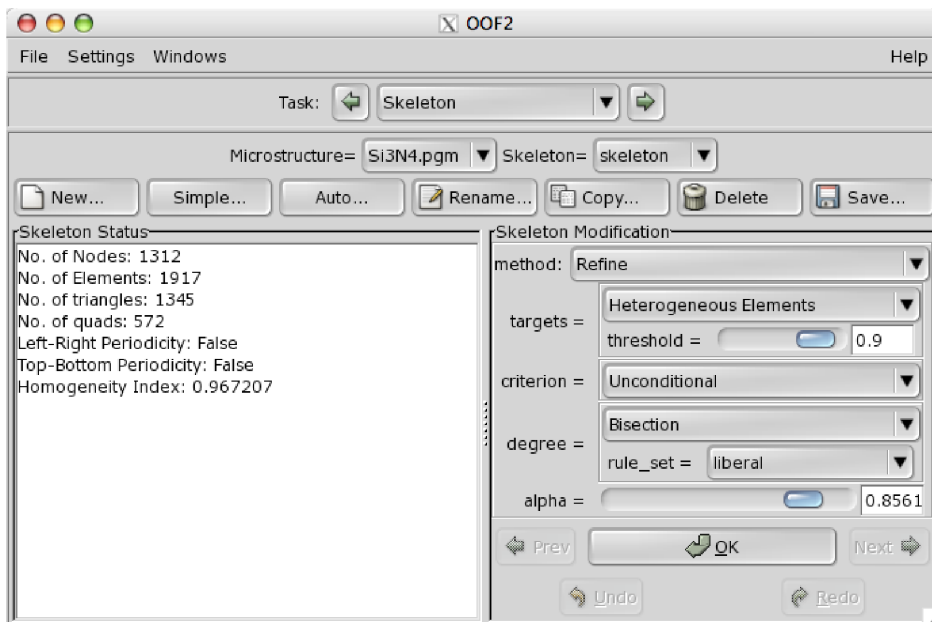 OOF2
File Settings Windows Help
Task: Skeleton
Microstructure= Si3N4.pgm Skeleton= skeleton
New... Simple... Auto... Rename... Copy... Delete Save...
Skeleton Status
No. of Nodes: 1312
No. of Elements: 1917
No. of triangles: 1345
No. of quads: 572
Left-Right Periodicity: False
Top-Bottom Periodicity: False
Homogeneity Index: 0.967207
Skeleton Modification
method: Refine
targets = Heterogeneous Elements
threshold = 0.9
criterion = Unconditional
degree = Bisection
rule_set = liberal
alpha = 0.8561
Prev OK Next
Undo Redo